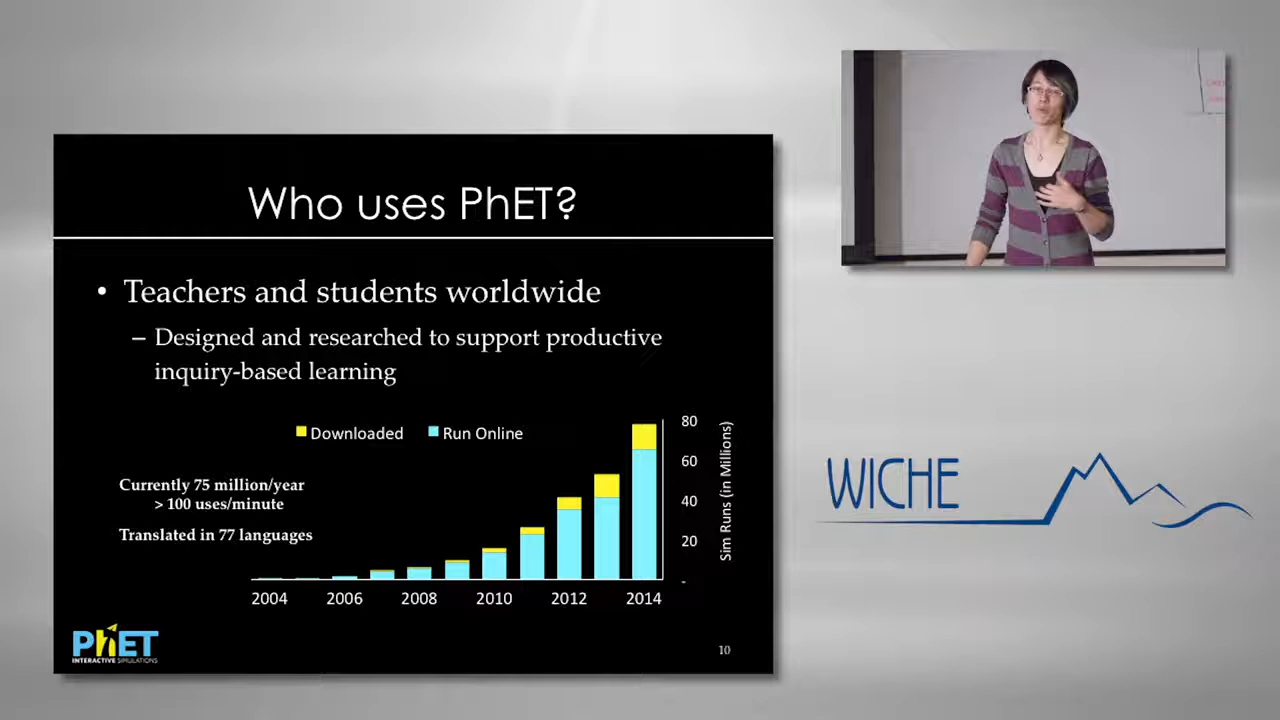 Who uses PhET?
• Teachers and students worldwide
– Designed and researched to support productive
inquiry-based learning
Downloaded
Run Online
Currently 75 million/year
> 100 uses/minute
Translated in 77 languages
80
60
40
20
-
Sim Runs (in Millions)
2004 2006 2008 2010 2012 2014
PhET
INTERACTIVE SIMULATIONS
10
WICHE